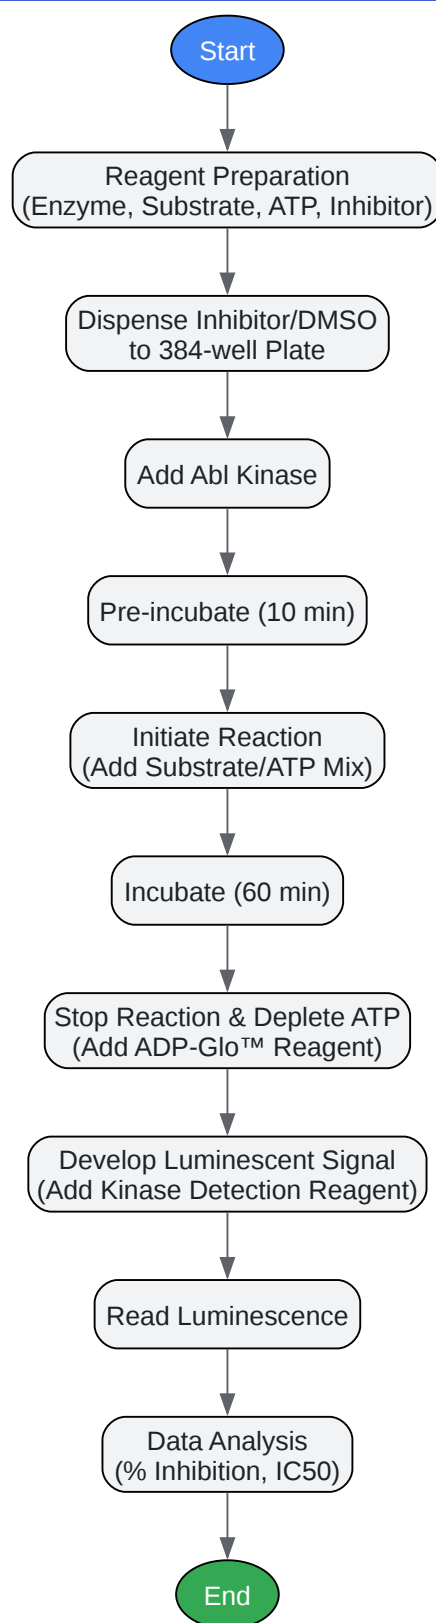 Start
Reagent Preparation
(Enzyme, Substrate, ATP, Inhibitor)
Dispense Inhibitor/DMSO
to 384-well Plate
Add Abl Kinase
Pre-incubate (10 min)
Initiate Reaction
(Add Substrate/ATP Mix)
Incubate (60 min)
Stop Reaction & Deplete ATP
(Add ADP-Glo™ Reagent)
Develop Luminescent Signal
(Add Kinase Detection Reagent)
Read Luminescence
Data Analysis
(% Inhibition, IC50)
End